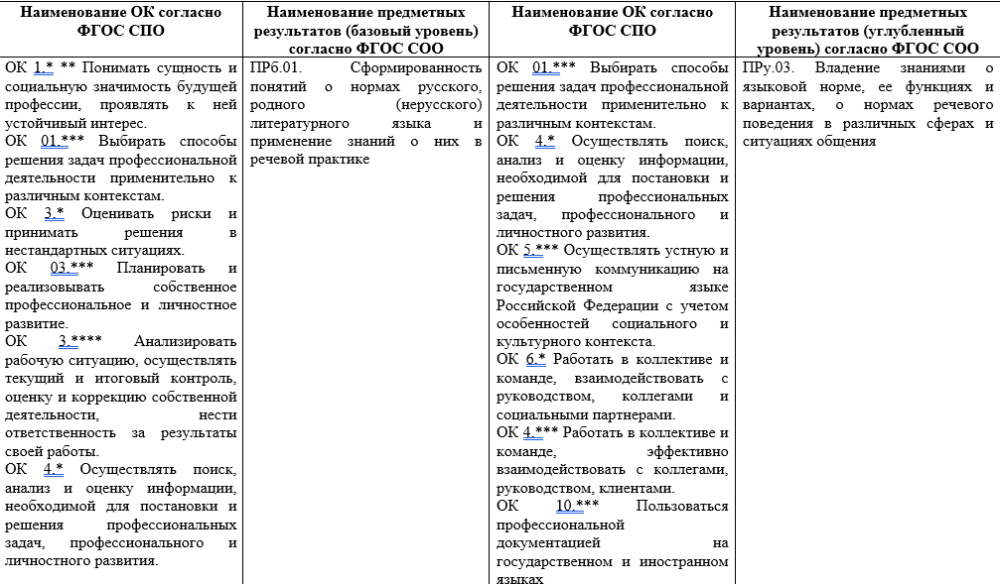 Наименование ОК согласно
ФГОС СПО
Наименование предметных
результатов (базовый уровень)
согласно ФГОС СОО
Наименование ОК согласно
ФГОС СПО
Наименование предметных
результатов (углубленный
уровень) согласно ФГОС СОО
ОК 1.* ** Понимать сущность и
социальную значимость будущей
профессии, проявлять к ней
устойчивый интерес.
ОК 01.*** Выбирать способы
решения задач профессиональной
деятельности применительно к
различным контекстам.
ОК 3.* Оценивать риски и
принимать решения в
нестандартных ситуациях.
ОК 03.*** Планировать и
реализовывать собственное
профессиональное и личностное
развитие.
ОК 3.**** Анализировать
рабочую ситуацию, осуществлять
текущий и итоговый контроль,
оценку и коррекцию собственной
деятельности, нести
ответственность за результаты
своей работы.
ОК 4.* Осуществлять поиск,
анализ и оценку информации,
необходимой для постановки и
решения профессиональных
задач, профессионального и
личностного развития.
ПРб.01. Сформированность
понятий о нормах русского,
родного (нерусского)
литературного языка и
применение знаний о них в
речевой практике
ОК 01.*** Выбирать способы
решения задач профессиональной
деятельности применительно к
различным контекстам.
ОК 4.* Осуществлять поиск,
анализ и оценку информации,
необходимой для постановки и
решения профессиональных
задач, профессионального и
личностного развития.
ОК 5.*** Осуществлять устную и
письменную коммуникацию на
государственном языке
Российской Федерации с учетом
особенностей социального и
культурного контекста.
ОК 6.* Работать в коллективе и
команде, взаимодействовать с
руководством, коллегами и
социальными партнерами.
ОК 4.*** Работать в коллективе и
команде, эффективно
взаимодействовать с коллегами,
руководством, клиентами.
ОК 10.*** Пользоваться
профессиональной
документацией на
государственном и иностранном
языках
ПРу.03. Владение знаниями о
языковой норме, ее функциях и
вариантах, о нормах речевого
поведения в различных сферах и
ситуациях общения